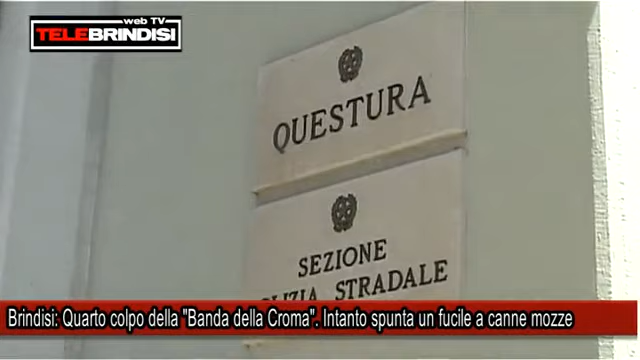 web TV
TELEBRINDISI
QUESTURA
SEZIONE
STRADALE
Brindisi: Quarto colpo della "Banda della Croma". Intanto spunta un fucile a canne mozze